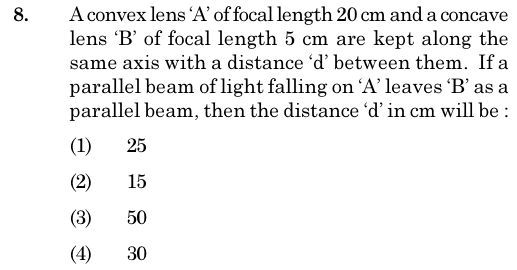 8. A convex lens ‘A’ of focal length 20 cm and a concave
lens ‘B’ of focal length 5 cm are kept along the
same axis with a distance ‘d’ between them. If a
parallel beam of light falling on ‘A’ leaves ‘B’ as a
parallel beam, then the distance ‘d’ in cm will be :
(1) 25
(2) 15
(3) 50
(4) 30